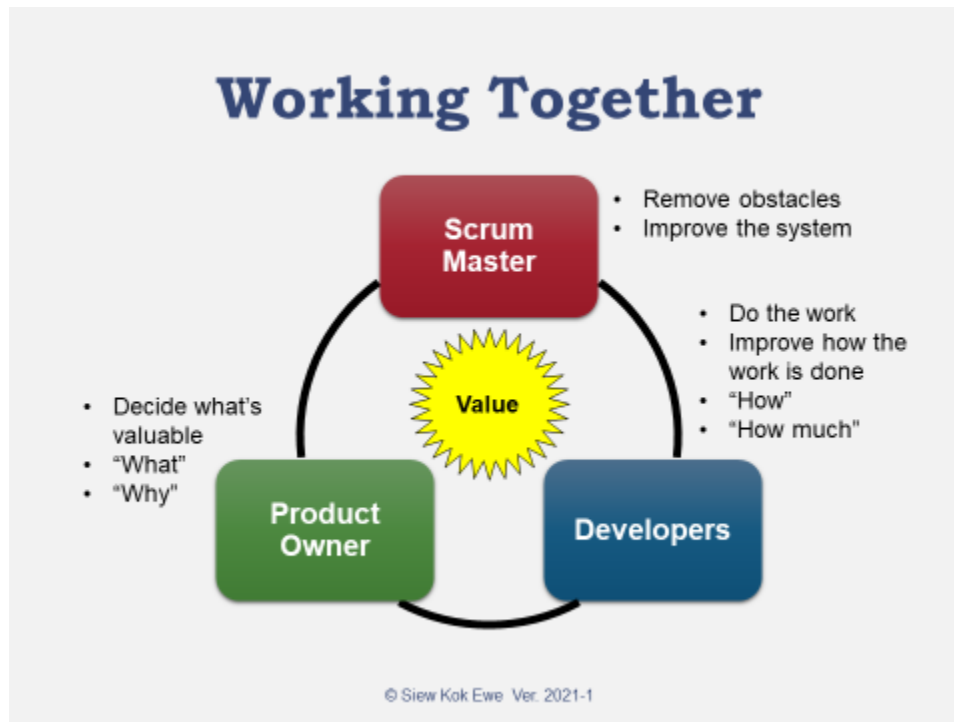 Working Together
Scrum
Master
• Remove obstacles
• Improve the system
• Do the work
• Improve how the
work is done
• “How”
• “How much”
Value
• Decide what’s
valuable
• “What”
• “Why”
Product
Owner
Developers
© Siew Kok Ewe Ver. 2021-1